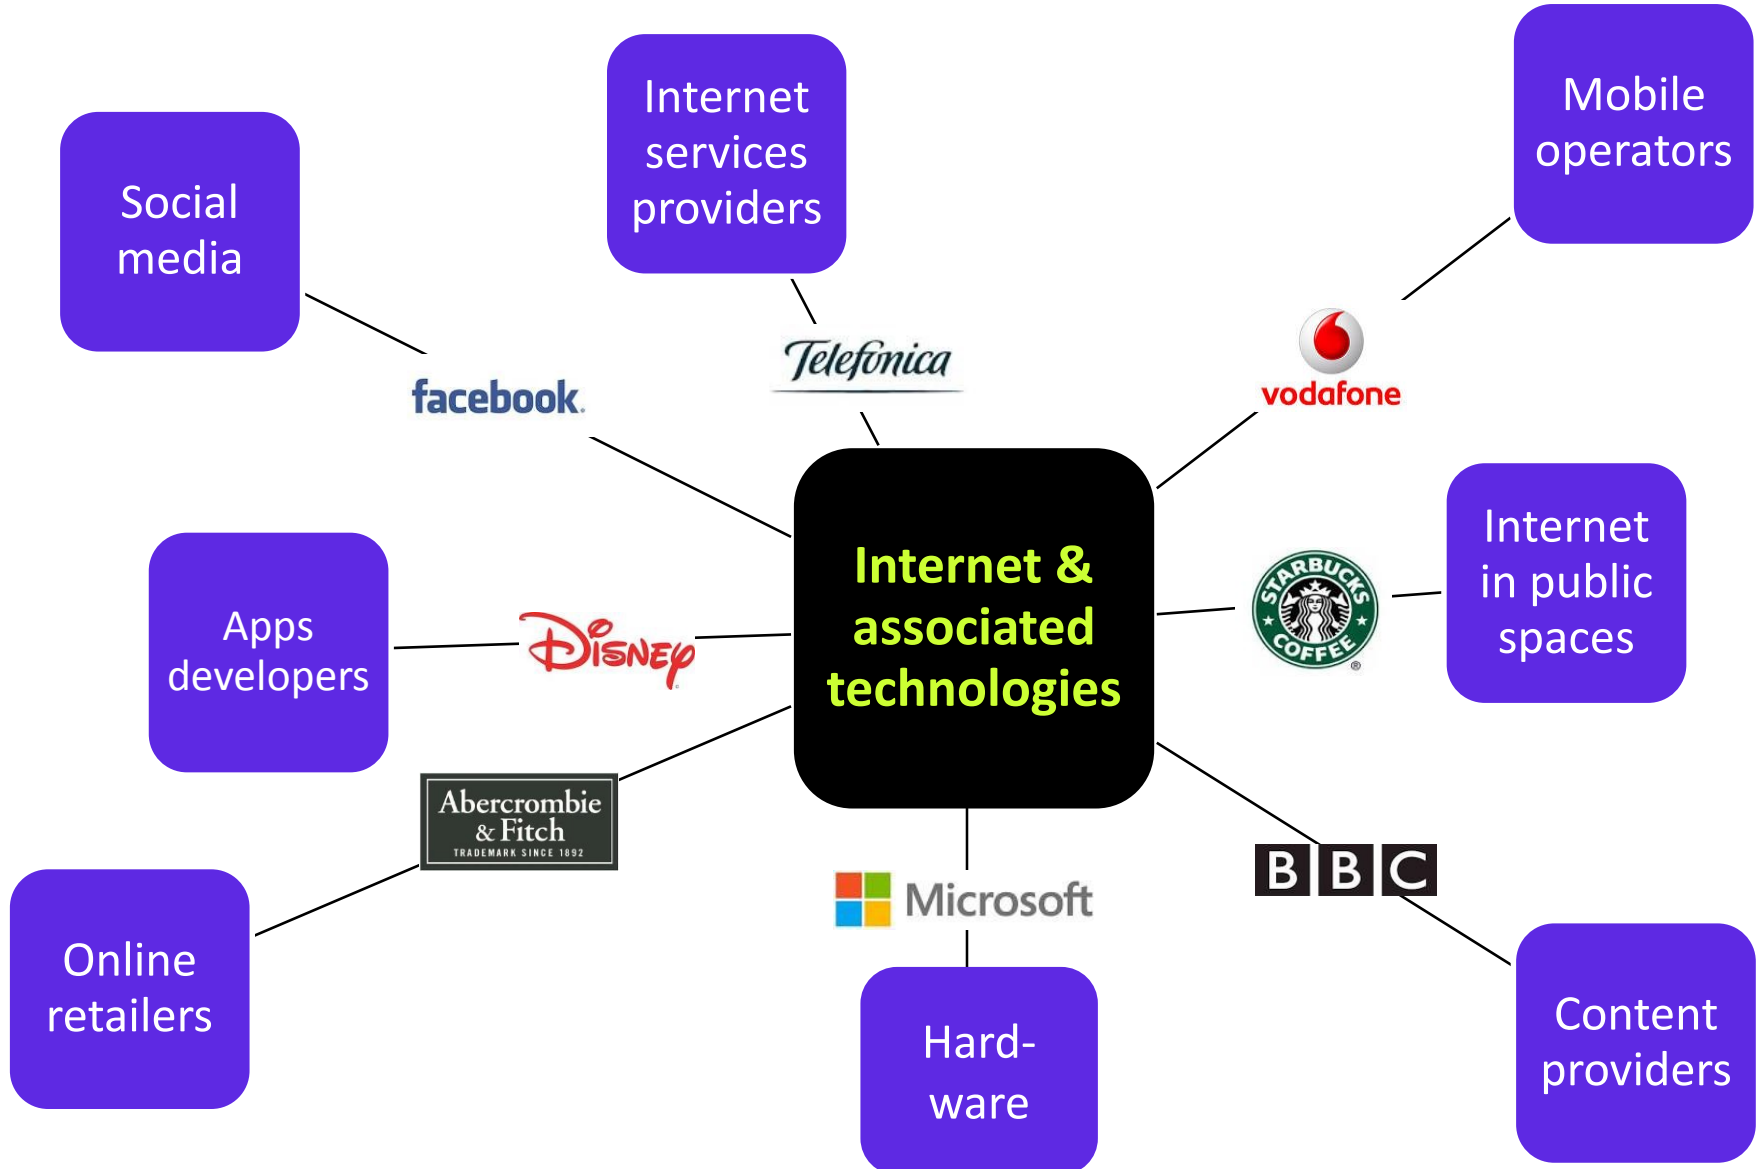 Internet
services
providers
Mobile
operators
Social
media
Telefonica
vodafone
facebook
Internet &
associated
technologies
Internet
in public
spaces
STARBUCKS
COFFEE
®
Apps
developers
DISNEY
Abercrombie
& Fitch
TRADEMARK SINCE 1892
Microsoft
BBC
Online
retailers
Hard-
ware
Content
providers